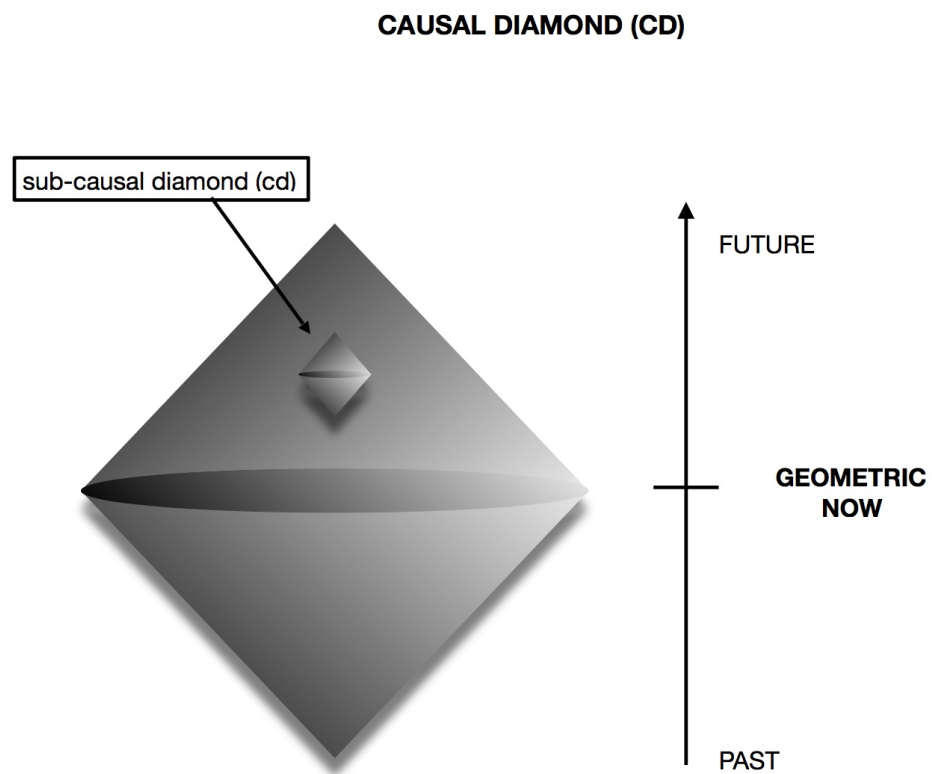 CAUSAL DIAMOND (CD)
sub-causal diamond (cd)
FUTURE
GEOMETRIC
NOW
PAST